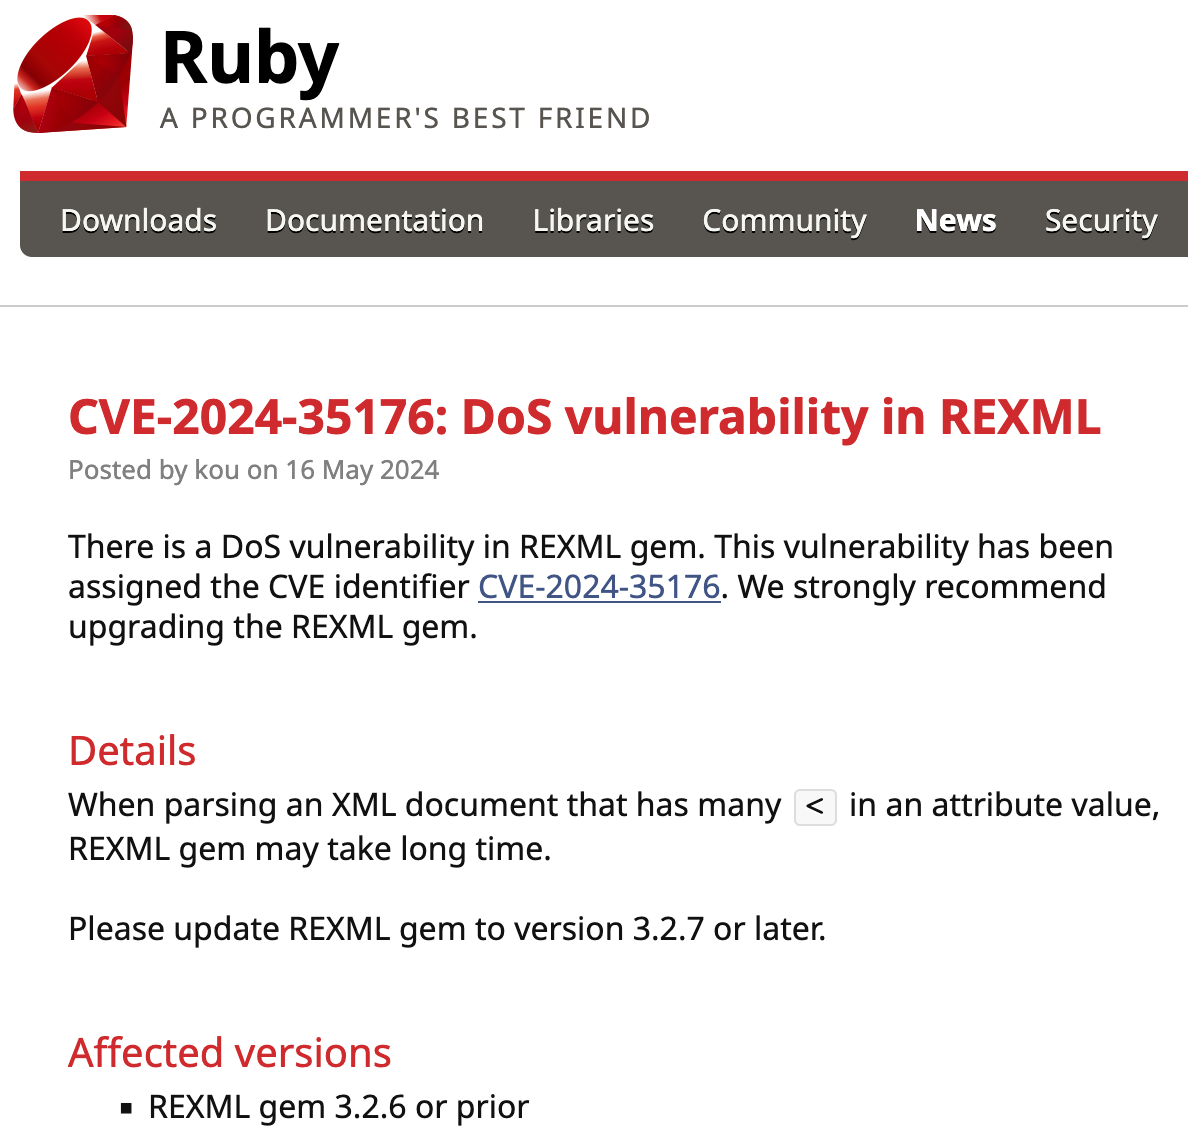 Ruby
A PROGRAMMER'S BEST FRIEND
Downloads Documentation Libraries Community News Security
CVE-2024-35176: DoS vulnerability in REXML
Posted by kou on 16 May 2024
There is a DoS vulnerability in REXML gem. This vulnerability has been
assigned the CVE identifier CVE-2024-35176. We strongly recommend
upgrading the REXML gem.
Details
When parsing an XML document that has many < in an attribute value,
REXML gem may take long time.
Please update REXML gem to version 3.2.7 or later.
Affected versions
▪ REXML gem 3.2.6 or prior